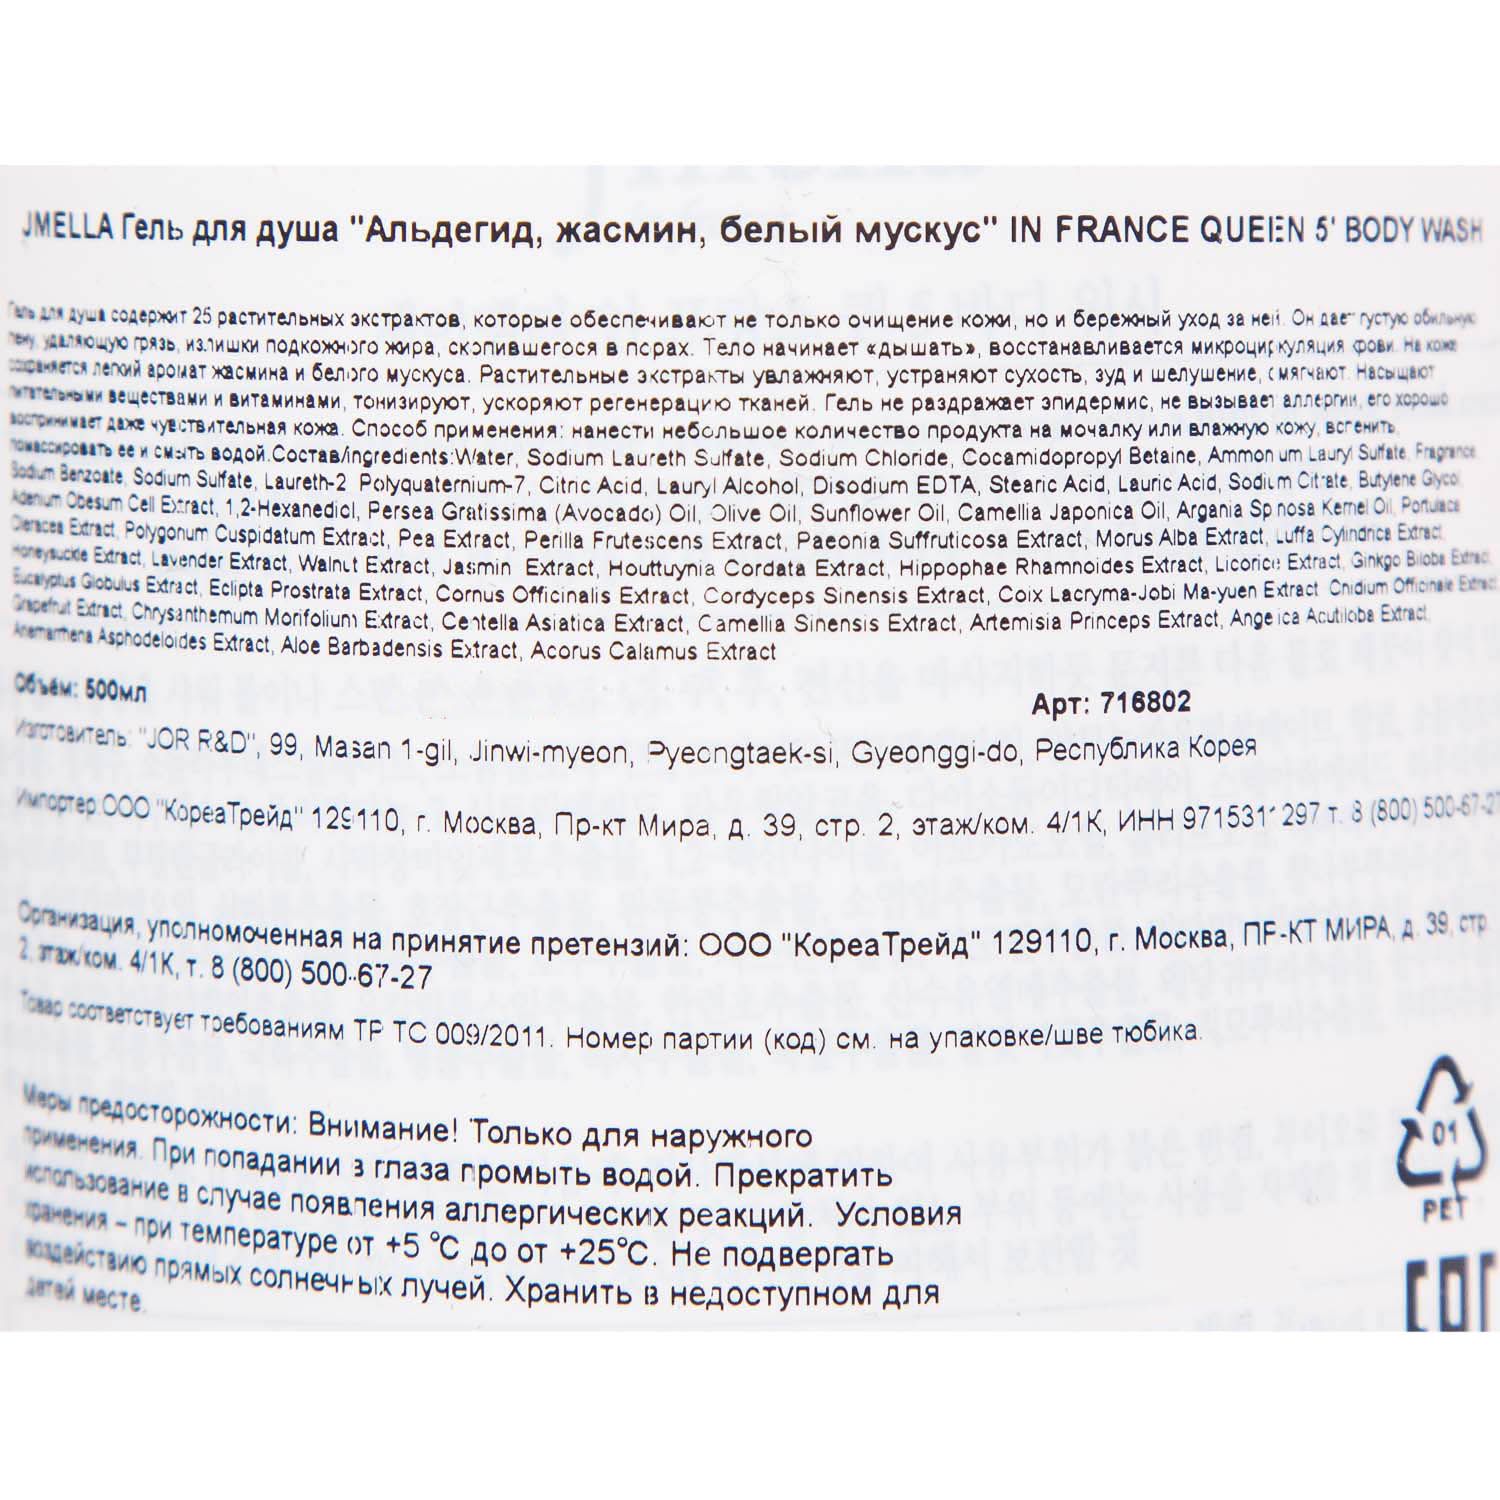 JMELLA Гель для душа "Альдегид, жасмин, белый мускус" IN FRANCE QUEEN 5' BODY WASH
Гель для душа содержит 25 растительных экстрактов, которые обеспечивают не только очищение кожи, но и бережный уход за ней. Он дает густую обильную
пену, удаляющую грязь, излишки подкожного жира, скопившегося в порах. Тело начинает «дышать», восстанавливается микроциркуляция крови. На коже
сохраняется легкий аромат жасмина и белого мускуса. Растительные экстракты увлажняют, устраняют сухость, зуд и шелушение, смягчают. Насыщают
питательными веществами и витаминами, тонизируют, ускоряют регенерацию тканей. Гель не раздражает эпидермис, не вызывает аллергии, его хорошо
воспринимает даже чувствительная кожа. Способ применения: нанести небольшое количество продукта на мочалку или влажную кожу, вспенить,
помассировать ее и смыть водой.Состав/ingredients:Water, Sodium Laureth Sulfate, Sodium Chloride, Cocamidopropyl Betaine, Ammonium Lauryl Sulfate, Fragrance,
Sodium Benzoate, Sodium Sulfate, Laureth-2 Polyquaternium-7, Citric Acid, Lauryl Alcohol, Disodium EDTA, Stearic Acid, Lauric Acid, Sodium Citrate, Butylene Glycol,
Adenium Obesum Cell Extract, 1,2-Hexanediol, Persea Gratissima (Avocado) Oil, Olive Oil, Sunflower Oil, Camellia Japonica Oil, Argania Spinosa Kernel Oil, Portulaca
Oleracea Extract, Polygonum Cuspidatum Extract, Pea Extract, Perilla Frutescens Extract, Paeonia Suffruticosa Extract, Morus Alba Extract, Luffa Cylindrica Extract,
Honeysuckle Extract, Lavender Extract, Walnut Extract, Jasmin Extract, Houttuynia Cordata Extract, Hippophae Rhamnoides Extract, Licorice Extract, Ginkgo Biloba Extract,
Eucalyptus Globulus Extract, Eclipta Prostrata Extract, Cornus Officinalis Extract, Cordyceps Sinensis Extract, Coix Lacryma-Jobi Ma-yuen Extract Cnidium Officinale Extract,
Grapefruit Extract, Chrysanthemum Morifolium Extract, Centella Asiatica Extract, Camellia Sinensis Extract, Artemisia Princeps Extract, Angelica Acutiloba Extract,
Anemarrhena Asphodeloides Extract, Aloe Barbadensis Extract, Acorus Calamus Extract
Объём: 500мл Арт: 716802
Изготовитель: "JOR R&D", 99, Masan 1-gil, Jinwi-myeon, Pyeongtaek-si, Gyeonggi-do, Республика Корея
Импортер:ООО "КореаТрейд" 129110, г. Москва, Пр-кт Мира, д. 39, стр. 2, этаж/ком. 4/1К, ИНН 9715311297 т. 8 (800) 500-67-27
Организация, уполномоченная на принятие претензий: ООО "КореаТрейд" 129110, г. Москва, ПР-КТ МИРА, д. 39, стр.
2, этаж/ком. 4/1К, т. 8 (800) 500-67-27
Товар соответствует требованиям ТР ТС 009/2011. Номер партии (код) см. на упаковке/шве тюбика.
Меры предосторожности: Внимание! Только для наружного
применения. При попадании в глаза промыть водой. Прекратить
использование в случае появления аллергических реакций. Условия
хранения – при температуре от +5 °C до от +25°C. Не подвергать
воздействию прямых солнечных лучей. Хранить в недоступном для
детей месте.
01
PET